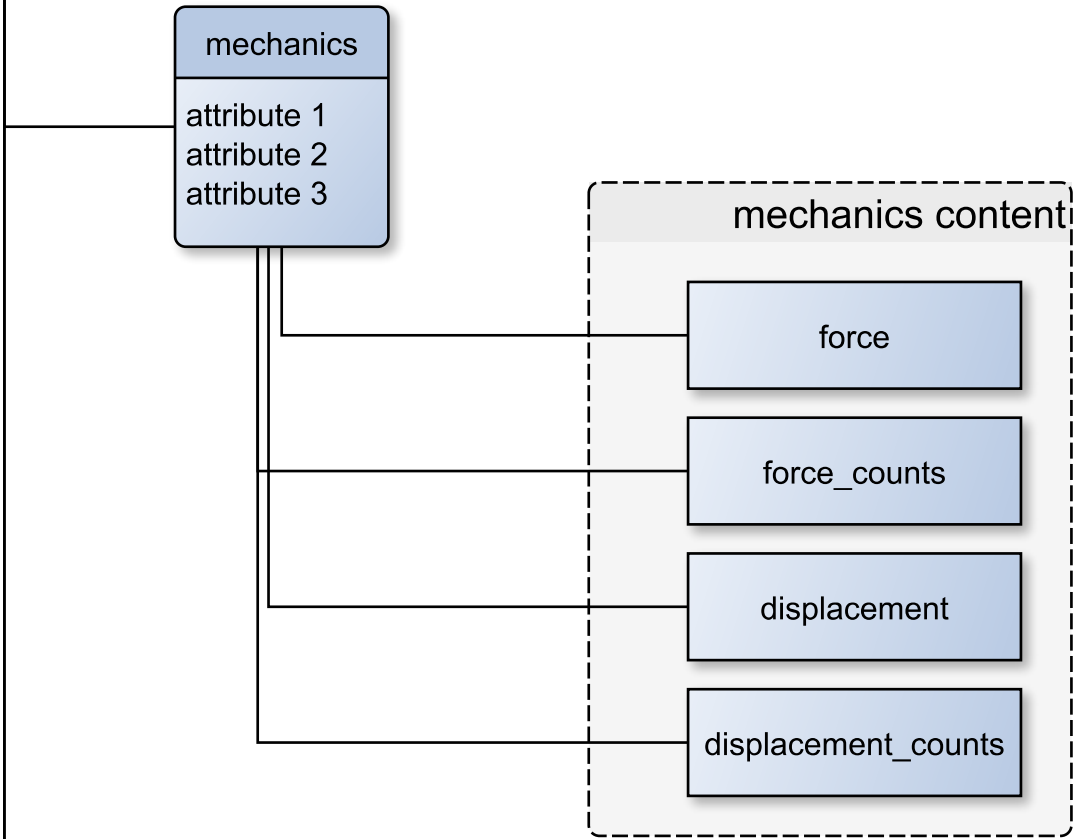 mechanics
attribute 1
attribute 2
attribute 3
mechanics content
force
force_counts
displacement
displacement_counts